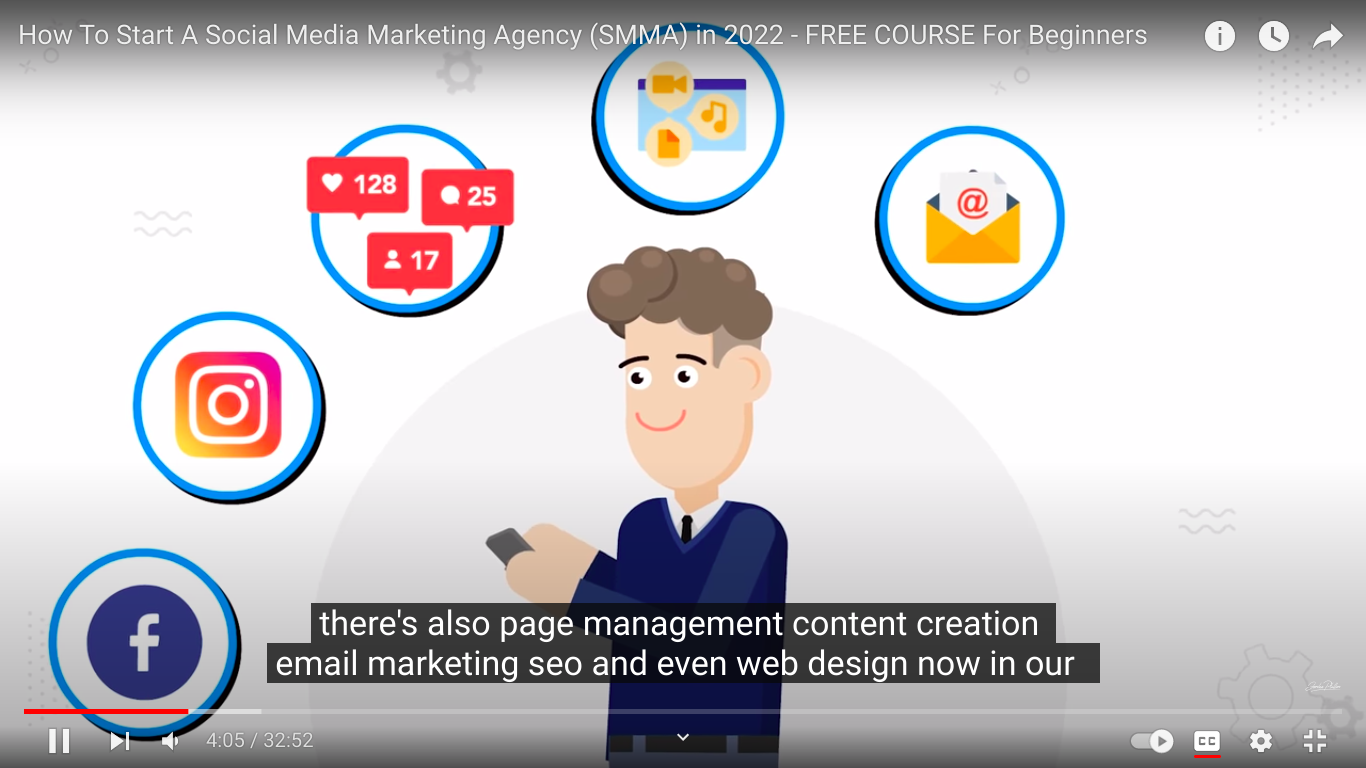 How To Start A Social Media Marketing Agency (SMMA) in 2022 - FREE COURSE For Beginners
128
25
17
@
f
there's also page management content creation
email marketing seo and even web design now in our
4:05 / 32:52
CC